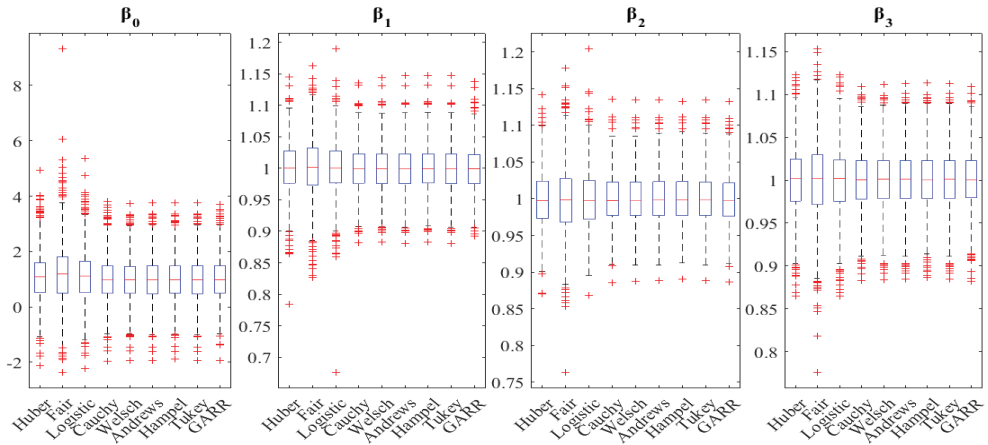 β0
8
6
4
2
0
-2
Huber
Fair
Logistic
Cauchy
Welsch
Andrews
Hampel
Tukey
GARR
β1
1.2
1.15
1.1
1.05
1
0.95
0.9
0.85
0.8
0.75
0.7
Huber
Fair
Logistic
Cauchy
Welsch
Andrews
Hampel
Tukey
GARR
β2
1.2
1.15
1.1
1.05
1
0.95
0.9
0.85
0.8
0.75
Huber
Fair
Logistic
Cauchy
Welsch
Andrews
Hampel
Tukey
GARR
β3
1.15
1.1
1.05
1
0.95
0.9
0.85
0.8
Huber
Fair
Logistic
Cauchy
Welsch
Andrews
Hampel
Tukey
GARR